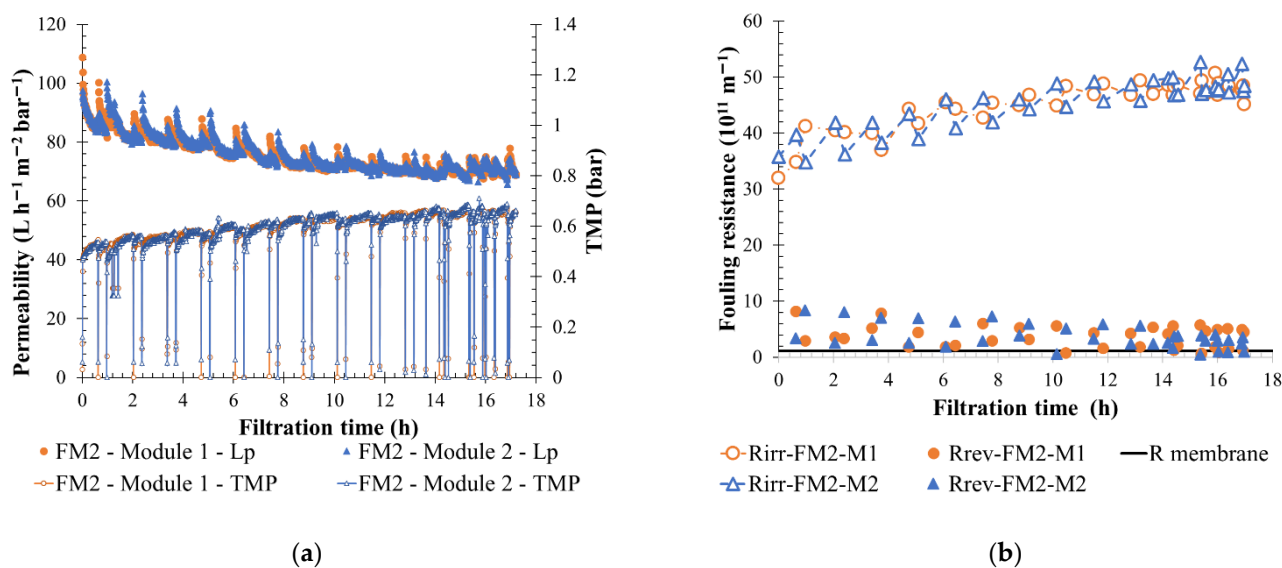 120
100
80
60
40
20
0
1.4
1.2
1
0.8
0.6
0.4
0.2
0
0 2 4 6 8 10 12 14 16 18
Permeability (L h⁻¹ m⁻² bar⁻¹)
TMP (bar)
Filtration time (h)
FM2 - Module 1 - Lp FM2 - Module 2 - Lp
FM2 - Module 1 - TMP FM2 - Module 2 - TMP
(a)
60
50
40
30
20
10
0
0 2 4 6 8 10 12 14 16 18
Fouling resistance (10¹¹ m⁻¹)
Filtration time (h)
Rirr-FM2-M1 Rrev-FM2-M1 R membrane
Rirr-FM2-M2 Rrev-FM2-M2
(b)